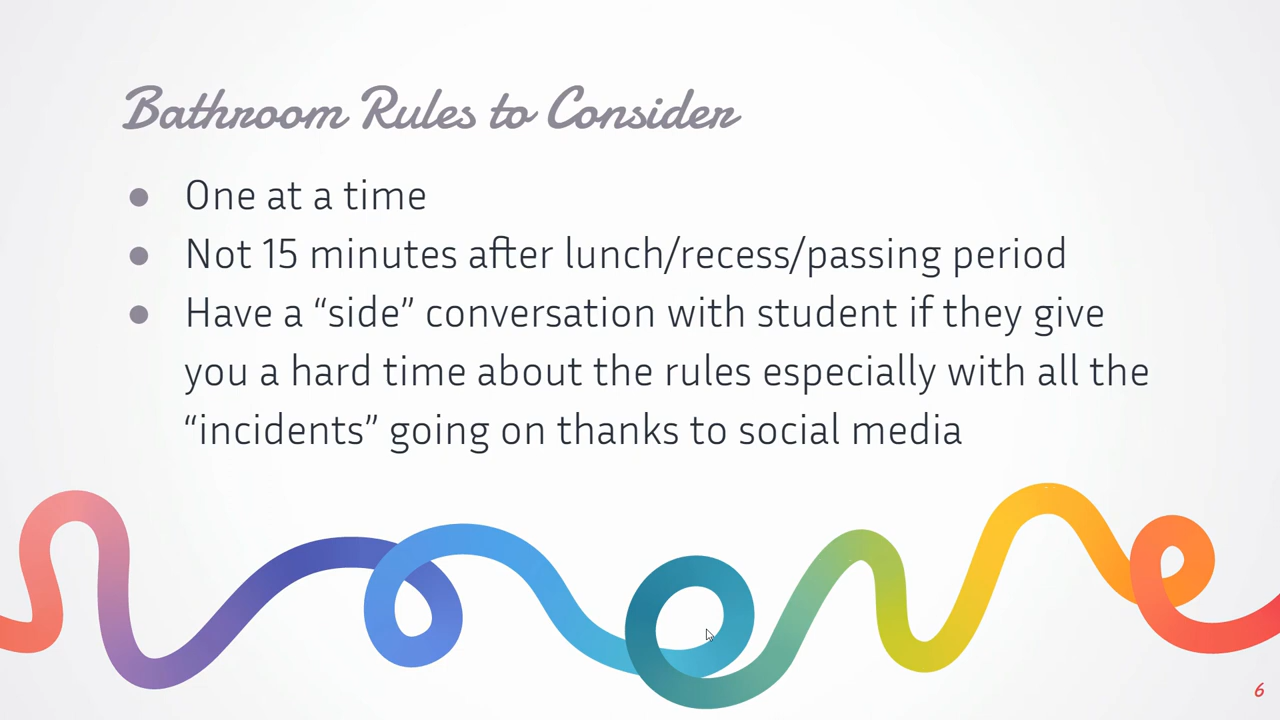 Bathroom Rules to Consider
● One at a time
● Not 15 minutes after lunch/recess/passing period
● Have a “side” conversation with student if they give
you a hard time about the rules especially with all the
“incidents” going on thanks to social media
6